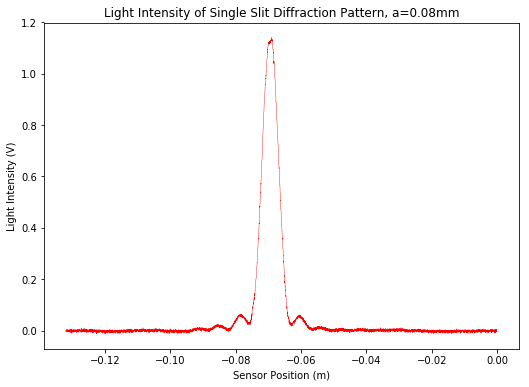 Light Intensity of Single Slit Diffraction Pattern, a=0.08mm
1.2
1.0
0.8
0.6
0.4
0.2
0.0
Light Intensity (V)
−0.12 −0.10 −0.08 −0.06 −0.04 −0.02 0.00
Sensor Position (m)